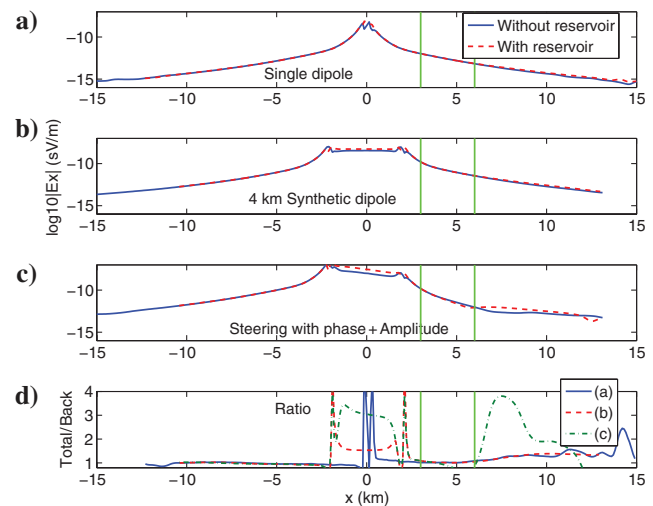 a)
−10
−15
Without reservoir
With reservoir
Single dipole
−15 −10 −5 0 5 10 15
b)
log10|Ex| (sV/m)
−10
−15
4 km Synthetic dipole
−15 −10 −5 0 5 10 15
c)
−10
−15
Steering with phase+Amplitude
−15 −10 −5 0 5 10 15
d)
Total/Back
4
3
2
1
Ratio
(a)
(b)
(c)
−15 −10 −5 0 5 10 15
x (km)